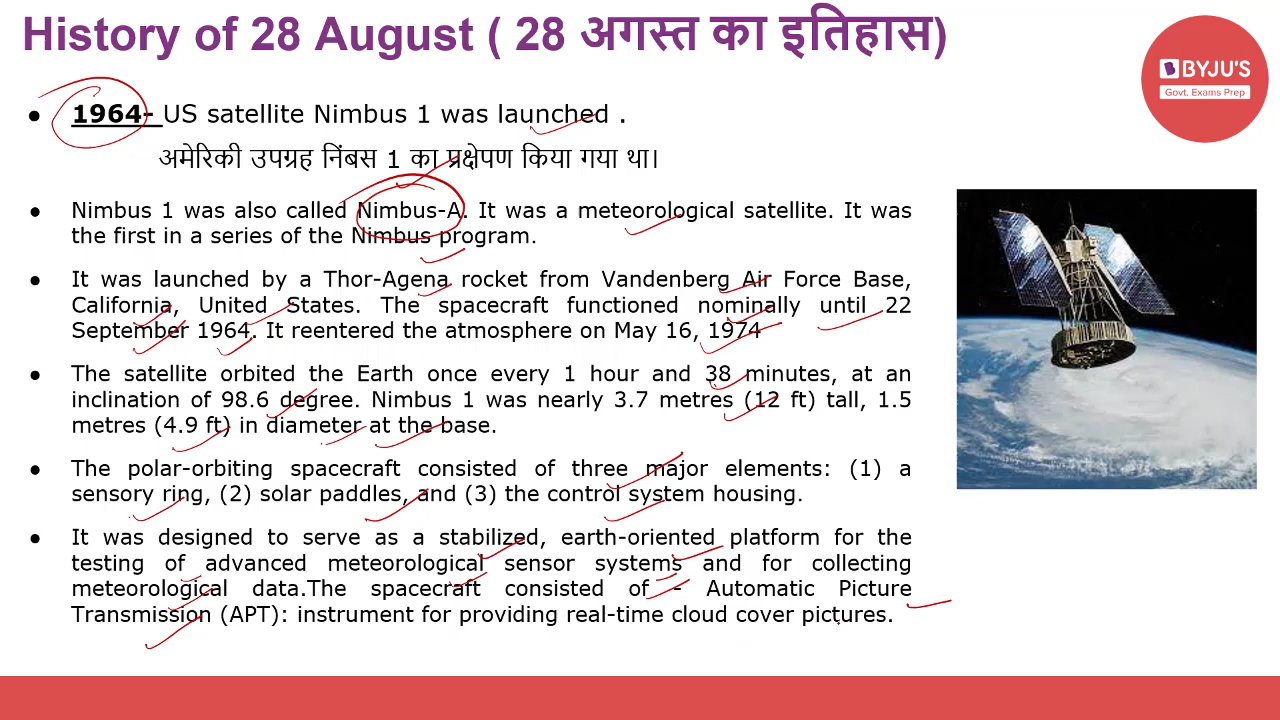 History of 28 August ( 28 अगस्त का इतिहास)
BYJU'S
Govt. Exams Prep
● 1964- US satellite Nimbus 1 was launched .
अमेरिकी उपग्रह निंबस 1 का प्रक्षेपण किया गया था।
● Nimbus 1 was also called Nimbus-A. It was a meteorological satellite. It was
the first in a series of the Nimbus program.
● It was launched by a Thor-Agena rocket from Vandenberg Air Force Base,
California, United States. The spacecraft functioned nominally until 22
September 1964. It reentered the atmosphere on May 16, 1974
● The satellite orbited the Earth once every 1 hour and 38 minutes, at an
inclination of 98.6 degree. Nimbus 1 was nearly 3.7 metres (12 ft) tall, 1.5
metres (4.9 ft) in diameter at the base.
● The polar-orbiting spacecraft consisted of three major elements: (1) a
sensory ring, (2) solar paddles, and (3) the control system housing.
● It was designed to serve as a stabilized, earth-oriented platform for the
testing of advanced meteorological sensor systems and for collecting
meteorological data.The spacecraft consisted of - Automatic Picture
Transmission (APT): instrument for providing real-time cloud cover pictures.